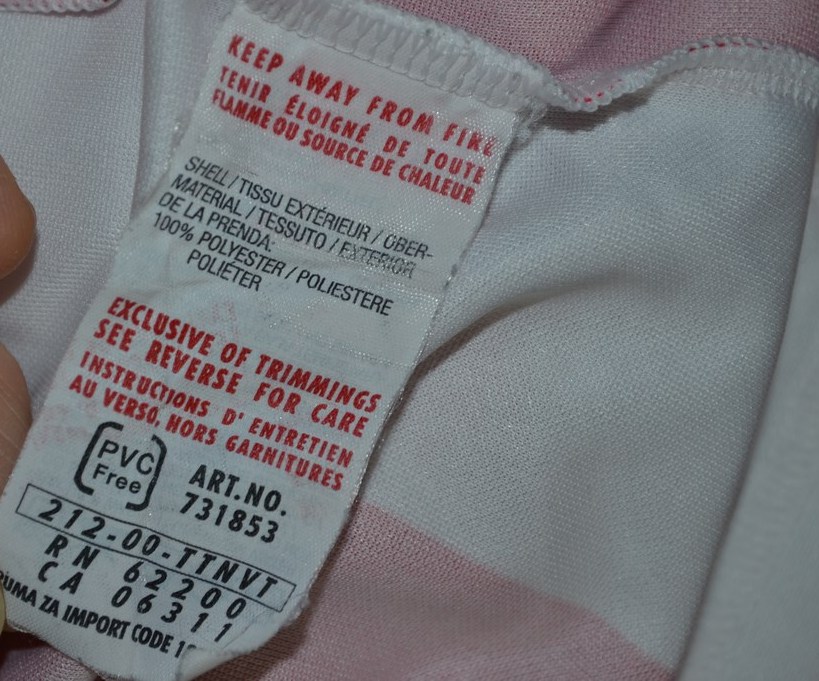 KEEP AWAY FROM FIRE
TENIR ÉLOIGNÉ DE TOUTE
FLAMME OU SOURCE DE CHALEUR
SHELL / TISSU EXTÉRIEUR / OBER-
MATERIAL / TESSUTO / EXTERIOR
DE LA PRENDA:
100% POLYESTER / POLIESTERE
POLIÉTER
EXCLUSIVE OF TRIMMINGS
SEE REVERSE FOR CARE
INSTRUCTIONS D' ENTRETIEN
AU VERSO, HORS GARNITURES
PVC
Free
ART.NO.
731853
212-00-TTNVT
RN 62200
CA 06311
PUMA ZA IMPORT CODE